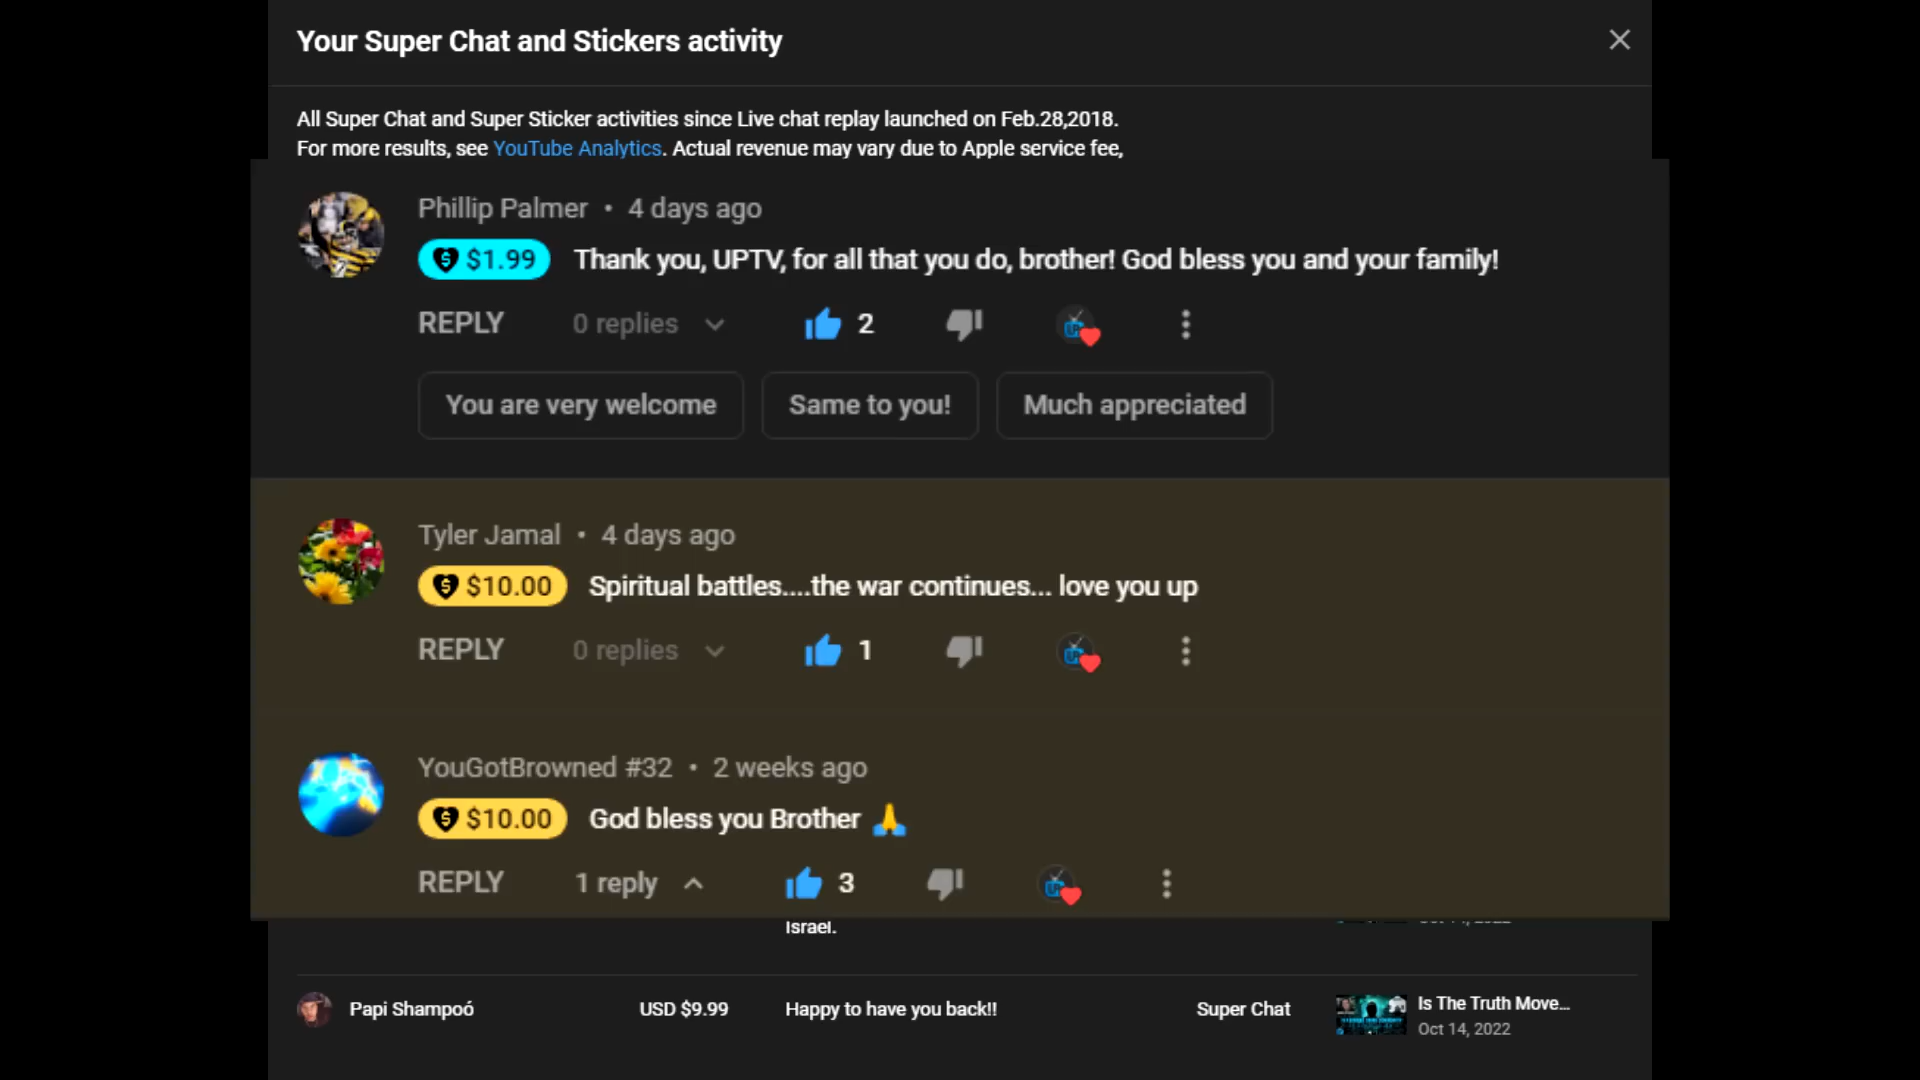 Your Super Chat and Stickers activity
All Super Chat and Super Sticker activities since Live chat replay launched on Feb.28,2018.
For more results, see YouTube Analytics. Actual revenue may vary due to Apple service fee,
Phillip Palmer • 4 days ago
$1.99 Thank you, UPTV, for all that you do, brother! God bless you and your family!
REPLY 0 replies 2
You are very welcome Same to you! Much appreciated
Tyler Jamal • 4 days ago
$10.00 Spiritual battles....the war continues... love you up
REPLY 0 replies 1
YouGotBrowned #32 • 2 weeks ago
$10.00 God bless you Brother 🙏
REPLY 1 reply 3
Israel.
Papi Shampoó USD $9.99 Happy to have you back!! Super Chat Is The Truth Move...
Oct 14, 2022